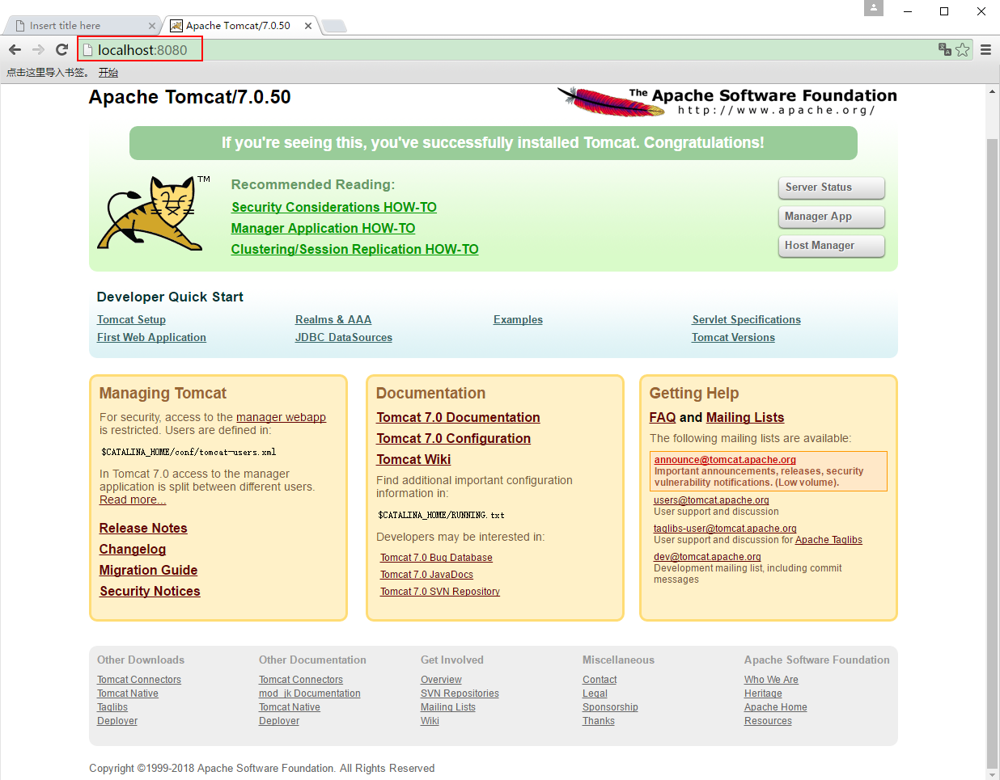 Insert title here
Apache Tomcat/7.0.50
localhost:8080
点击这里导入书签。 开始
Apache Tomcat/7.0.50
The Apache Software Foundation
http://www.apache.org/
If you're seeing this, you've successfully installed Tomcat. Congratulations!
TM
Recommended Reading:
Security Considerations HOW-TO
Manager Application HOW-TO
Clustering/Session Replication HOW-TO
Server Status
Manager App
Host Manager
Developer Quick Start
Tomcat Setup
First Web Application
Realms & AAA
JDBC DataSources
Examples
Servlet Specifications
Tomcat Versions
Managing Tomcat
For security, access to the manager webapp
is restricted. Users are defined in:
$CATALINA_HOME/conf/tomcat-users.xml
In Tomcat 7.0 access to the manager
application is split between different users.
Read more...
Release Notes
Changelog
Migration Guide
Security Notices
Documentation
Tomcat 7.0 Documentation
Tomcat 7.0 Configuration
Tomcat Wiki
Find additional important configuration
information in:
$CATALINA_HOME/RUNNING.txt
Developers may be interested in:
Tomcat 7.0 Bug Database
Tomcat 7.0 JavaDocs
Tomcat 7.0 SVN Repository
Getting Help
FAQ and Mailing Lists
The following mailing lists are available:
announce@tomcat.apache.org
Important announcements, releases, security
vulnerability notifications. (Low volume).
users@tomcat.apache.org
User support and discussion
taglibs-user@tomcat.apache.org
User support and discussion for Apache Taglibs
dev@tomcat.apache.org
Development mailing list, including commit
messages
Other Downloads
Tomcat Connectors
Tomcat Native
Taglibs
Deployer
Other Documentation
Tomcat Connectors
mod_jk Documentation
Tomcat Native
Deployer
Get Involved
Overview
SVN Repositories
Mailing Lists
Wiki
Miscellaneous
Contact
Legal
Sponsorship
Thanks
Apache Software Foundation
Who We Are
Heritage
Apache Home
Resources
Copyright ©1999-2018 Apache Software Foundation. All Rights Reserved